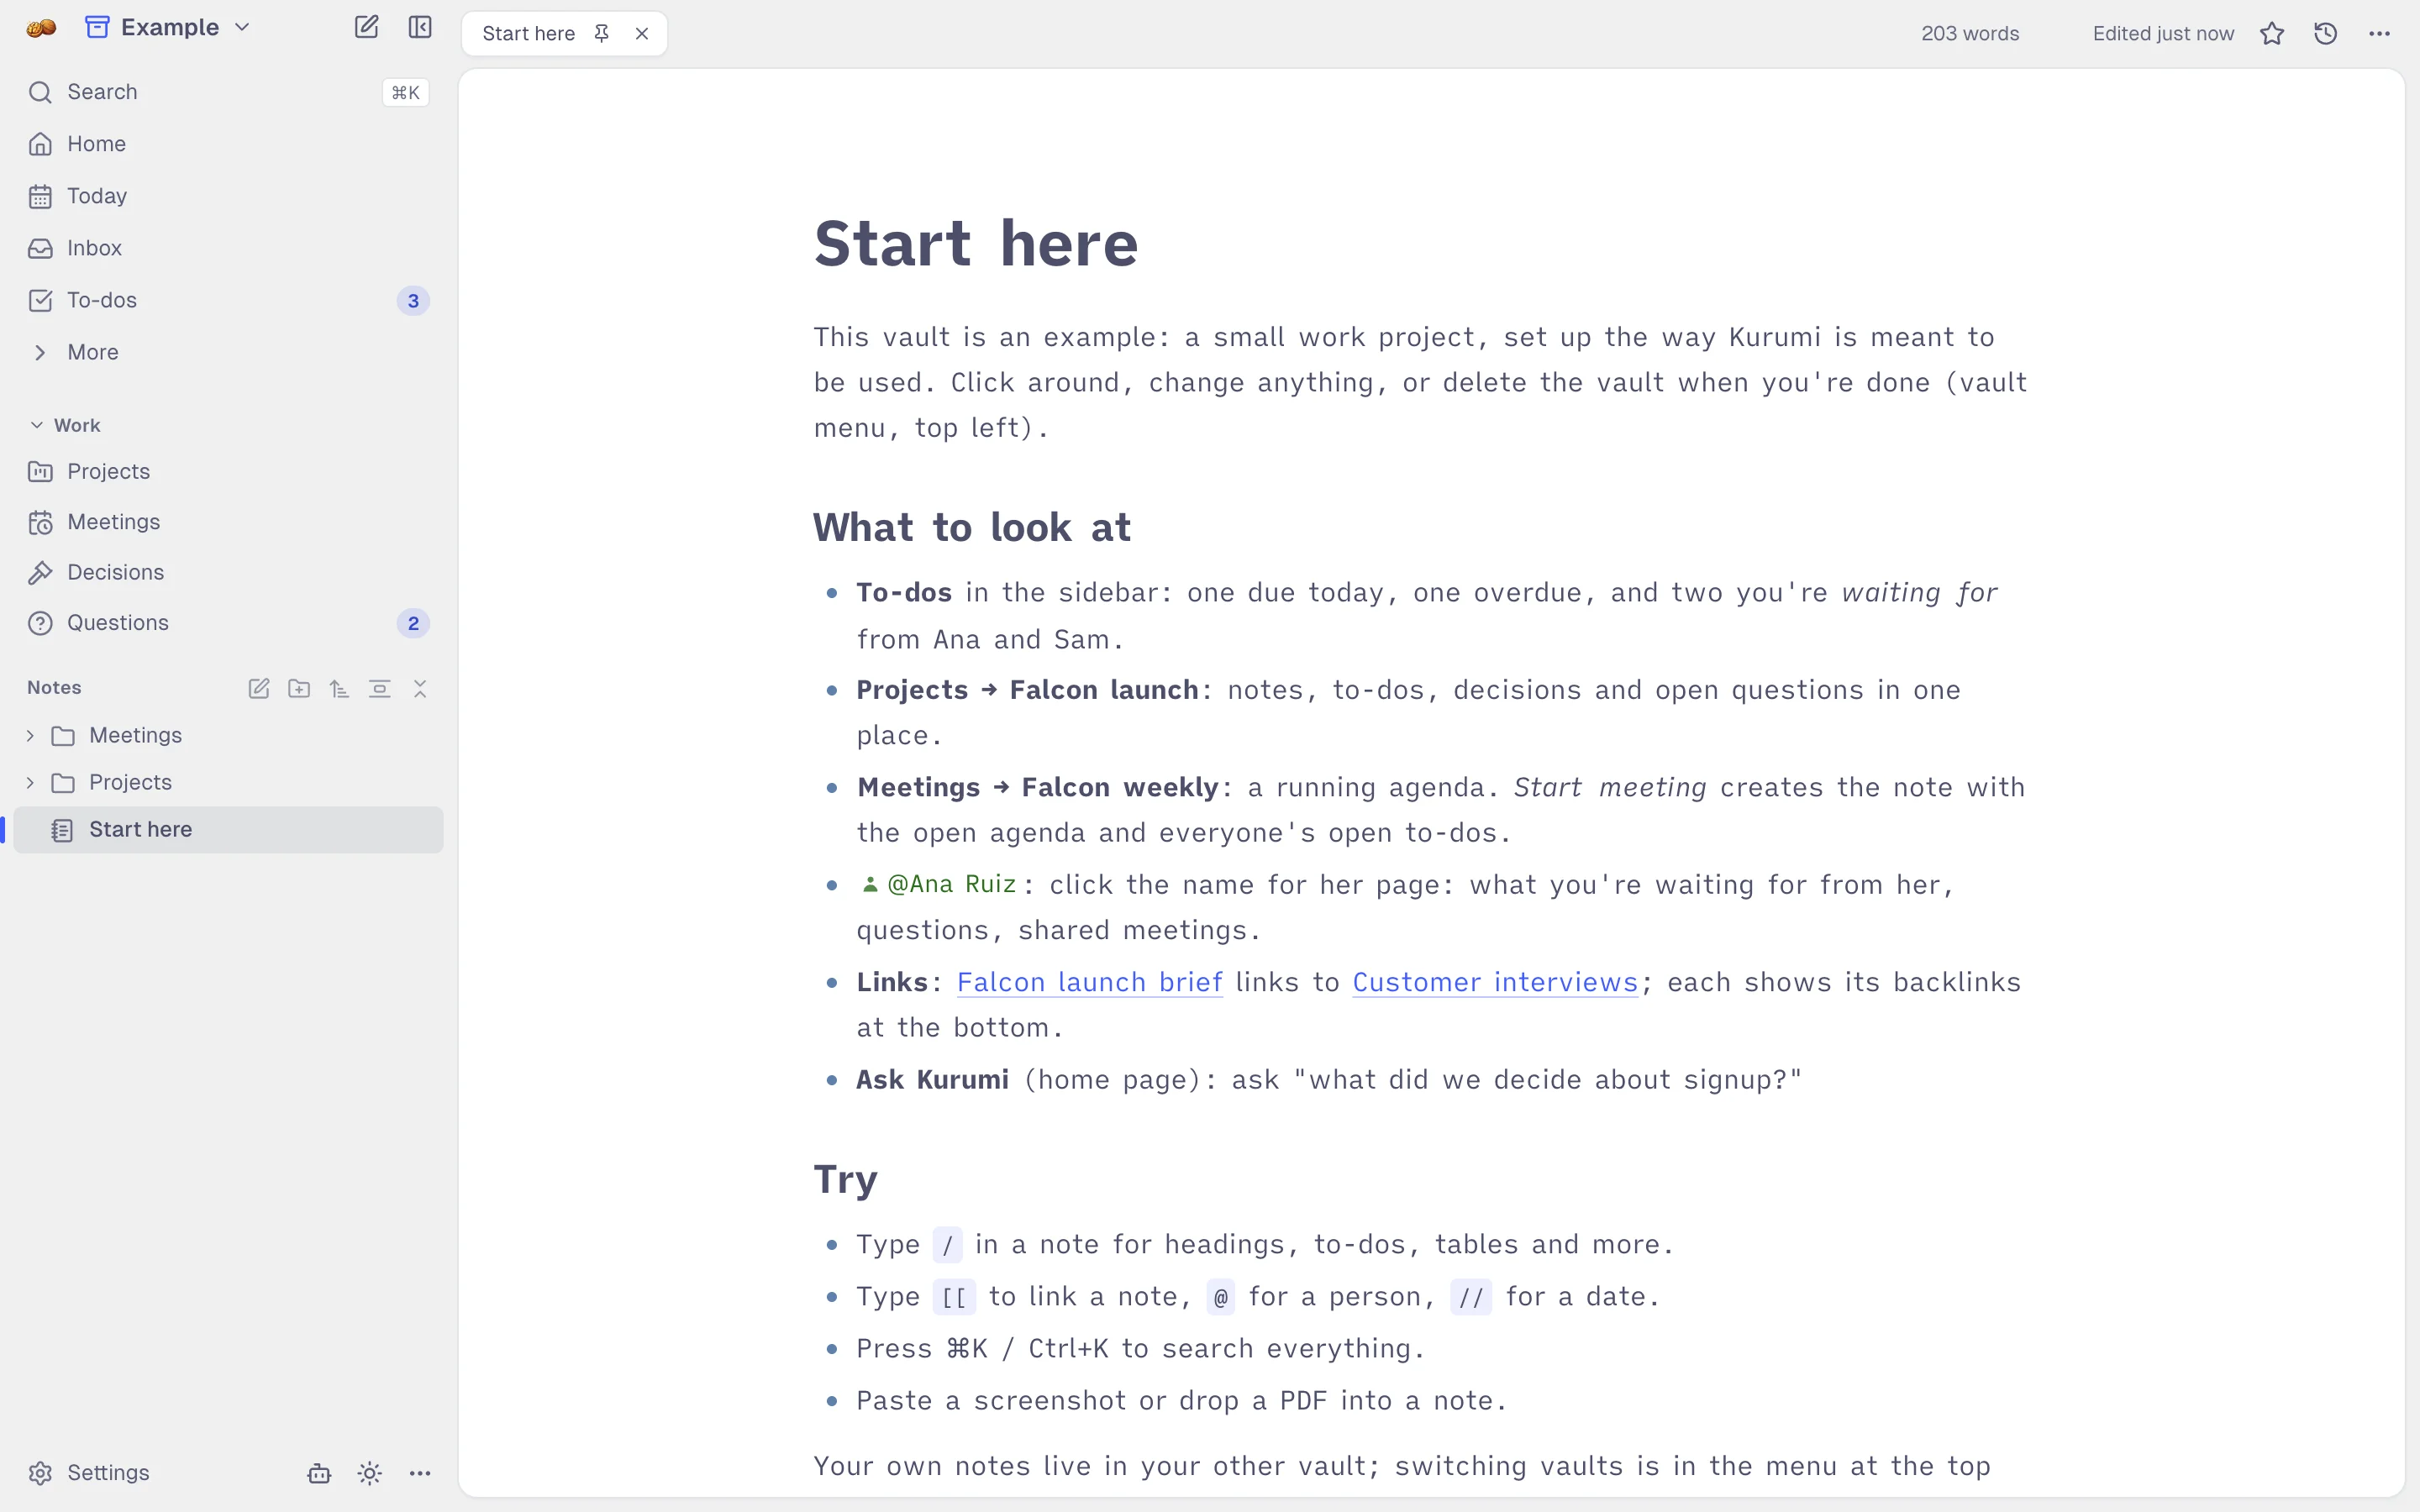 Example
Search
⌘K
Home
Today
Inbox
To-dos
3
More
Work
Projects
Meetings
Decisions
Questions
2
Notes
Meetings
Projects
Start here
Settings
Start here
203 words
Edited just now
Start here
This vault is an example: a small work project, set up the way Kurumi is meant to
be used. Click around, change anything, or delete the vault when you're done (vault
menu, top left).
What to look at
• To-dos in the sidebar: one due today, one overdue, and two you're waiting for
from Ana and Sam.
• Projects → Falcon launch: notes, to-dos, decisions and open questions in one
place.
• Meetings → Falcon weekly: a running agenda. Start meeting creates the note with
the open agenda and everyone's open to-dos.
• @Ana Ruiz: click the name for her page: what you're waiting for from her,
questions, shared meetings.
• Links: Falcon launch brief links to Customer interviews; each shows its backlinks
at the bottom.
• Ask Kurumi (home page): ask "what did we decide about signup?"
Try
• Type / in a note for headings, to-dos, tables and more.
• Type [[ to link a note, @ for a person, // for a date.
• Press ⌘K / Ctrl+K to search everything.
• Paste a screenshot or drop a PDF into a note.
Your own notes live in your other vault; switching vaults is in the menu at the top